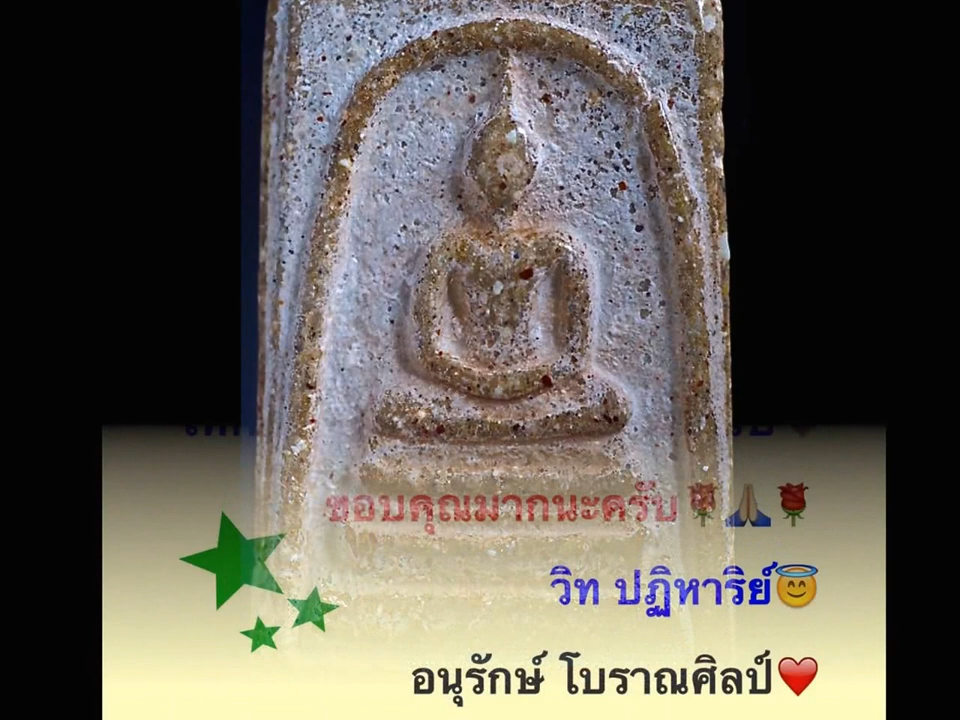 ขอบคุณมากนะครับ🌹🙏🏽🌹
วิท ปฏิหาริย์😇
อนุรักษ์ โบราณศิลป์❤️